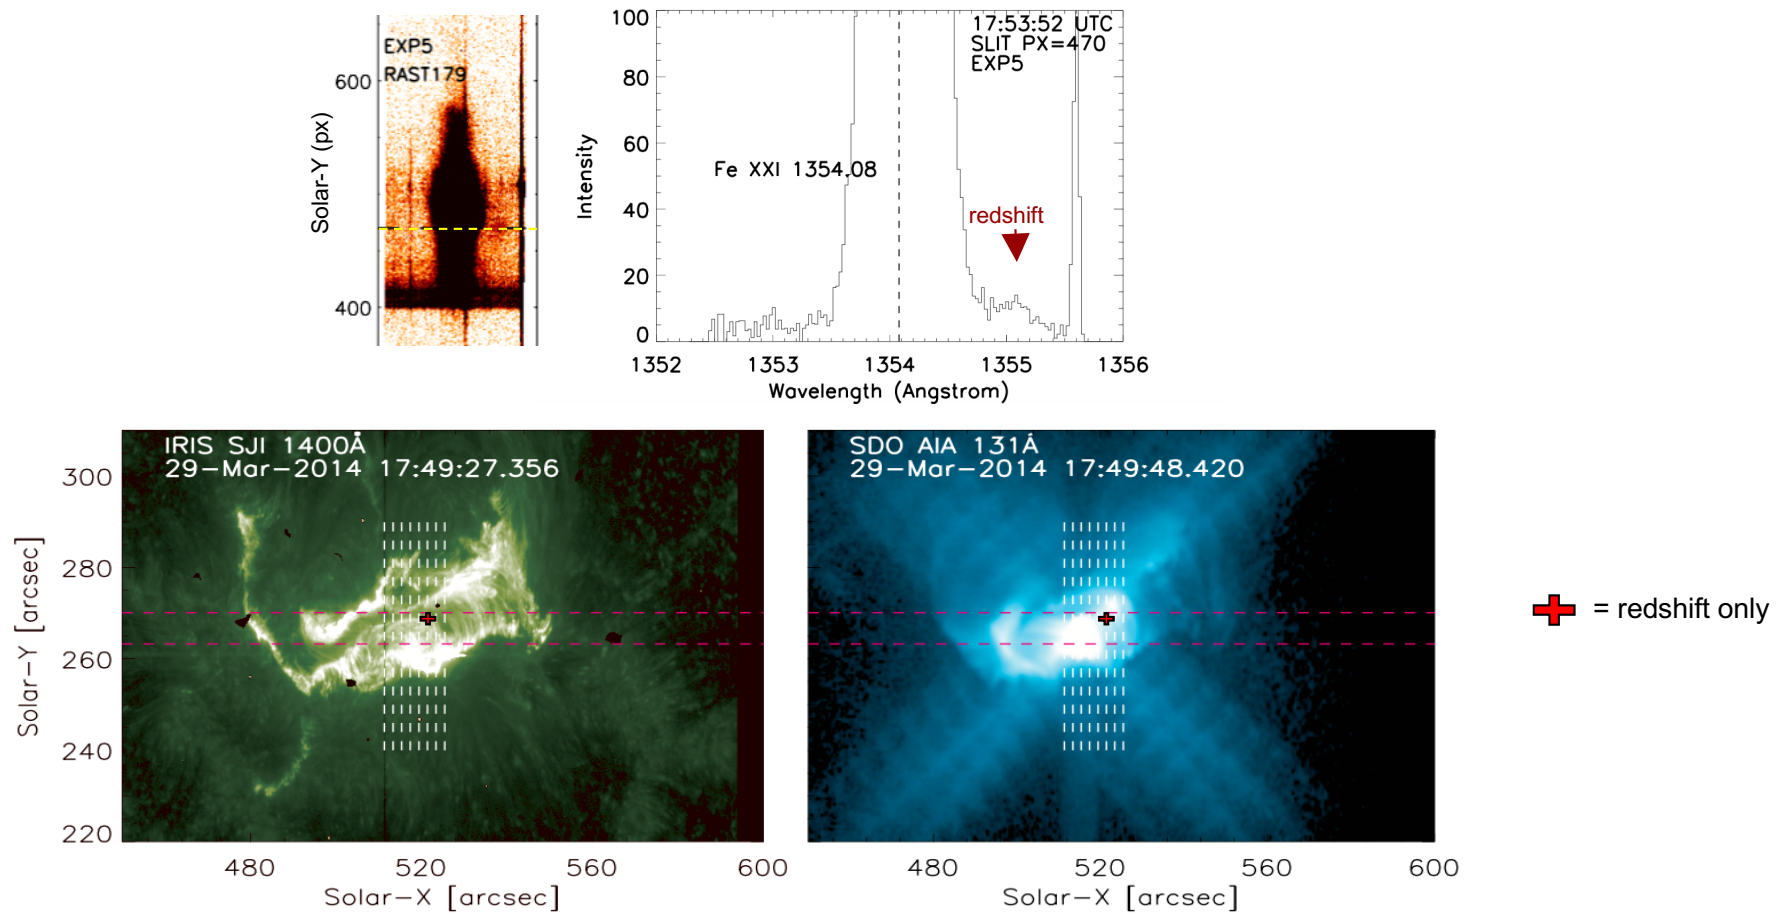 EXP5
RAST179
600
400
Solar-Y (px)
17:53:52 UTC
SLIT PX=470
EXP5
Fe XXI 1354.08
redshift
100
80
60
40
20
0
Intensity
1352
1353
1354
1355
1356
Wavelength (Angstrom)
IRIS SJI 1400Å
29-Mar-2014 17:49:27.356
300
280
260
240
220
Solar-Y [arcsec]
480
520
560
600
Solar-X [arcsec]
SDO AIA 131Å
29-Mar-2014 17:49:48.420
480
520
560
600
Solar-X [arcsec]
= redshift only